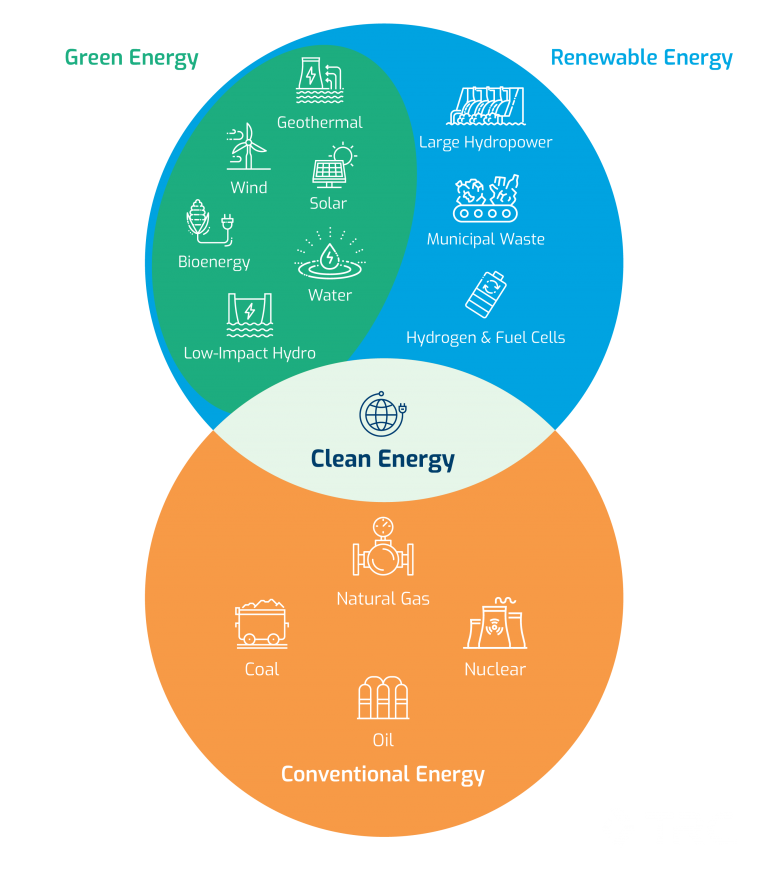 Green Energy
Renewable Energy
Geothermal
Wind
Solar
Bioenergy
Water
Low-Impact Hydro
Large Hydropower
Municipal Waste
Hydrogen & Fuel Cells
Clean Energy
Natural Gas
Coal
Nuclear
Oil
Conventional Energy